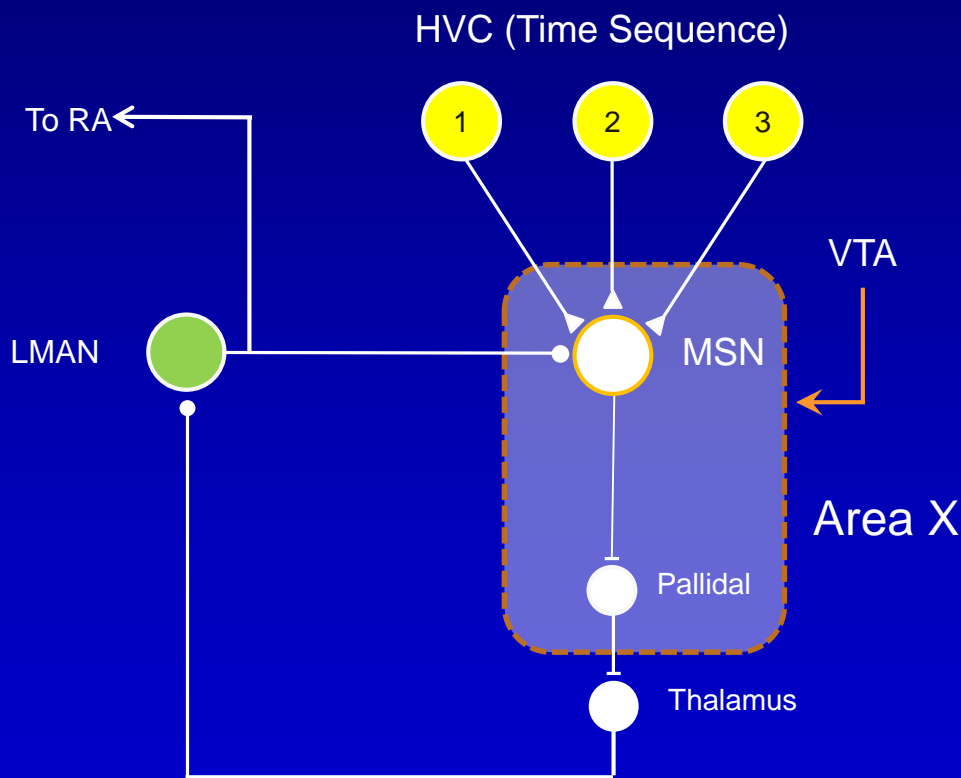 HVC (Time Sequence)
To RA
1
2
3
VTA
LMAN
MSN
Area X
Pallidal
Thalamus